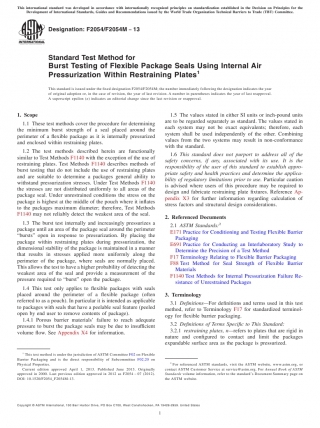 This international standard was developed in accordance with internationally recognized principles on standardization established in the Decision on Principles for the
Development of International Standards, Guides and Recommendations issued by the World Trade Organization Technical Barriers to Trade (TBT) Committee.
Designation: F2054/F2054M − 13
Standard Test Method for
Burst Testing of Flexible Package Seals Using Internal Air
Pressurization Within Restraining Plates1
This standard is issued under the fixed designation F2054/F2054M; the number immediately following the designation indicates the year
of original adoption or, in the case of revision, the year of last revision. A number in parentheses indicates the year of last reapproval.
A superscript epsilon (ε) indicates an editorial change since the last revision or reapproval.
1. Scope
1.1 These test methods cover the procedure for determining
the minimum burst strength of a seal placed around the
perimeter of a flexible package as it is internally pressurized
and enclosed within restraining plates.
1.2 The test methods described herein are functionally
similar to Test Methods F1140 with the exception of the use of
restraining plates. Test Methods F1140 describes methods of
burst testing that do not include the use of restraining plates
and are suitable to determine a packages general ability to
withstand pressurization stresses. Under Test Methods F1140
the stresses are not distributed uniformly to all areas of the
package seal. Under unrestrained conditions the stress on the
package is highest at the middle of the pouch where it inflates
to the packages maximum diameter; therefore, Test Methods
F1140 may not reliably detect the weakest area of the seal.
1.3 The burst test internally and increasingly pressurizes a
package until an area of the package seal around the perimeter
“bursts” open in response to pressurization. By placing the
package within restraining plates during pressurization, the
dimensional stability of the package is maintained in a manner
that results in stresses applied more uniformly along the
perimeter of the package, where seals are normally placed.
This allows the test to have a higher probability of detecting the
weakest area of the seal and provide a measurement of the
pressure required to “burst” open the package.
1.4 This test only applies to flexible packages with seals
placed around the perimeter of a flexible package (often
referred to as a pouch). In particular it is intended as applicable
to packages with seals that have a peelable seal feature (peeled
open by end user to remove contents of package).
1.4.1 Porous barrier materials’ failure to reach adequate
pressure to burst the package seals may be due to insufficient
volume flow. See Appendix X4 for information.
1.5 The values stated in either SI units or inch-pound units
are to be regarded separately as standard. The values stated in
each system may not be exact equivalents; therefore, each
system shall be used independently of the other. Combining
values from the two systems may result in non-conformance
with the standard.
1.6 This standard does not purport to address all of the
safety concerns, if any, associated with its use. It is the
responsibility of the user of this standard to establish appro-
priate safety and health practices and determine the applica-
bility of regulatory limitations prior to use. Particular caution
is advised where users of this procedure may be required to
design and fabricate restraining plate fixtures. Reference Ap-
pendix X3 for further information regarding calculation of
stress factors and structural design considerations.
2. Referenced Documents
2.1 ASTM Standards:2
E171 Practice for Conditioning and Testing Flexible Barrier
Packaging
E691 Practice for Conducting an Interlaboratory Study to
Determine the Precision of a Test Method
F17 Terminology Relating to Flexible Barrier Packaging
F88 Test Method for Seal Strength of Flexible Barrier
Materials
F1140 Test Methods for Internal Pressurization Failure Re-
sistance of Unrestrained Packages
3. Terminology
3.1 Definitions—For definitions and terms used in this test
method, refer to Terminology F17 for standardized terminol-
ogy for flexible barrier packaging.
3.2 Definitions of Terms Specific to This Standard:
3.2.1 restraining plates, n—refers to plates that are rigid in
nature and configured to contact and limit the packages
expandable surface area as the package is pressurized.
1 This test method is under the jurisdiction of ASTM Committee F02 on Flexible
Barrier Packaging and is the direct responsibility of Subcommittee F02.20 on
Physical Properties.
Current edition approved April 1, 2013. Published June 2013. Originally
approved in 2000. Last previous edition approved in 2012 as F2054 – 07 (2012).
DOI: 10.1520/F2054_F2054M-13.
2 For referenced ASTM standards, visit the ASTM website, www.astm.org, or
contact ASTM Customer Service at service@astm.org. For Annual Book of ASTM
Standards volume information, refer to the standard’s Document Summary page on
the ASTM website.
Copyright © ASTM International, 100 Barr Harbor Drive, PO Box C700, West Conshohocken, PA 19428-2959. United States
1